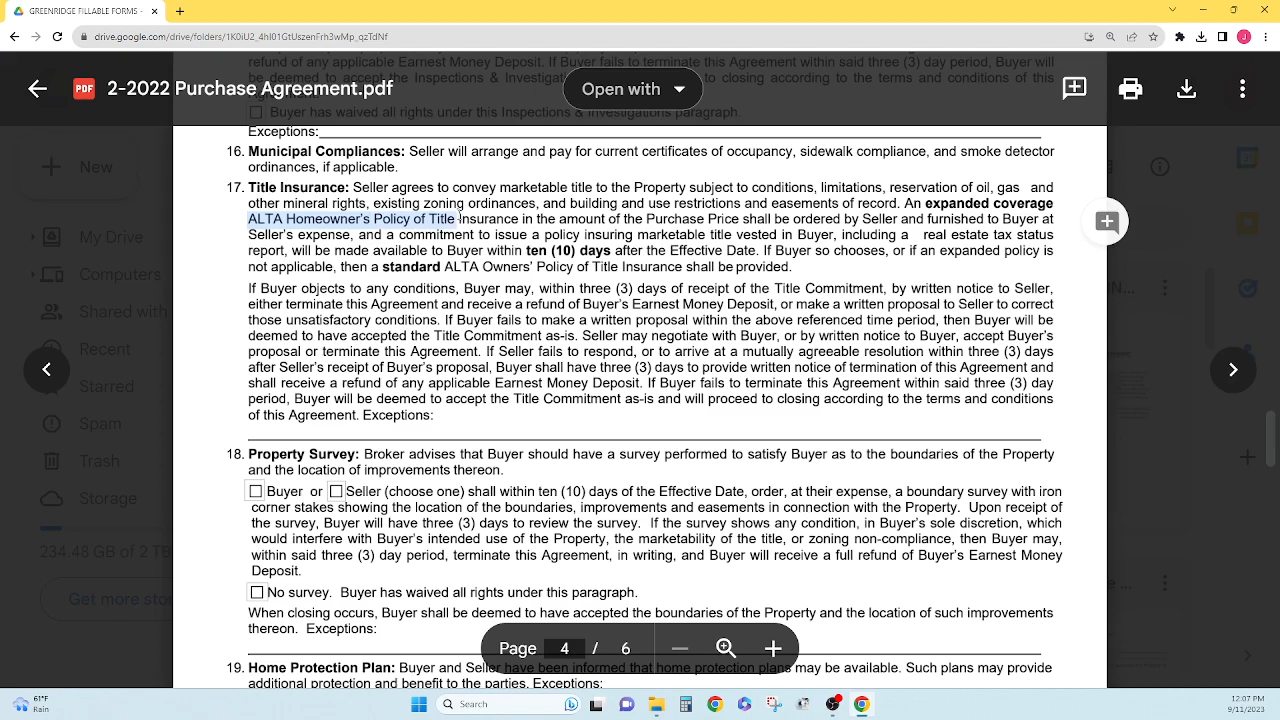 GREENRIDGE FILLABLE FORMS -
drive.google.com/drive/folders/1K0iU2_4hI01GtUszenFrh3wMp_qzTdNf
refund of any applicable Earnest Money Deposit. If Buyer fails to terminate this Agreement within said three (3) day period, Buyer will
be deemed to accept the Inspections & Investigat to closing according to the terms and conditions of this
PDF 2-2022 Purchase Agreement.pdf
Open with
Buyer has waived all rights under this Inspections & Investigations paragraph.
Exceptions:
16. Municipal Compliances: Seller will arrange and pay for current certificates of occupancy, sidewalk compliance, and smoke detector
ordinances, if applicable.
17. Title Insurance: Seller agrees to convey marketable title to the Property subject to conditions, limitations, reservation of oil, gas and
other mineral rights, existing zoning ordinances, and building and use restrictions and easements of record. An expanded coverage
ALTA Homeowner's Policy of Title Insurance in the amount of the Purchase Price shall be ordered by Seller and furnished to Buyer at
Seller's expense, and a commitment to issue a policy insuring marketable title vested in Buyer, including a real estate tax status
report, will be made available to Buyer within ten (10) days after the Effective Date. If Buyer so chooses, or if an expanded policy is
not applicable, then a standard ALTA Owners' Policy of Title Insurance shall be provided.
If Buyer objects to any conditions, Buyer may, within three (3) days of receipt of the Title Commitment, by written notice to Seller,
either terminate this Agreement and receive a refund of Buyer's Earnest Money Deposit, or make a written proposal to Seller to correct
those unsatisfactory conditions. If Buyer fails to make a written proposal within the above referenced time period, then Buyer will be
deemed to have accepted the Title Commitment as-is. Seller may negotiate with Buyer, or by written notice to Buyer, accept Buyer's
proposal or terminate this Agreement. If Seller fails to respond, or to arrive at a mutually agreeable resolution within three (3) days
after Seller's receipt of Buyer's proposal, Buyer shall have three (3) days to provide written notice of termination of this Agreement and
shall receive a refund of any applicable Earnest Money Deposit. If Buyer fails to terminate this Agreement within said three (3) day
period, Buyer will be deemed to accept the Title Commitment as-is and will proceed to closing according to the terms and conditions
of this Agreement. Exceptions:
18. Property Survey: Broker advises that Buyer should have a survey performed to satisfy Buyer as to the boundaries of the Property
and the location of improvements thereon.
Buyer or Seller (choose one) shall within ten (10) days of the Effective Date, order, at their expense, a boundary survey with iron
corner stakes showing the location of the boundaries, improvements and easements in connection with the Property. Upon receipt of
the survey, Buyer will have three (3) days to review the survey. If the survey shows any condition, in Buyer's sole discretion, which
would interfere with Buyer's intended use of the Property, the marketability of the title, or zoning non-compliance, then Buyer may,
within said three (3) day period, terminate this Agreement, in writing, and Buyer will receive a full refund of Buyer's Earnest Money
Deposit.
No survey. Buyer has waived all rights under this paragraph.
When closing occurs, Buyer shall be deemed to have accepted the boundaries of the Property and the location of such improvements
thereon. Exceptions:
19. Home Protection Plan: Buyer and Seller have been informed that home protection plans may be available. Such plans may provide
additional protection and benefit to the parties. Exceptions:
Page 4 / 6
New
My Drive
Computers
Shared with
Recent
Starred
Spam
Trash
Storage
234.48 GB of 2 TB
Get more sto
61°F
Rain
Search
12:07 PM
9/11/2023